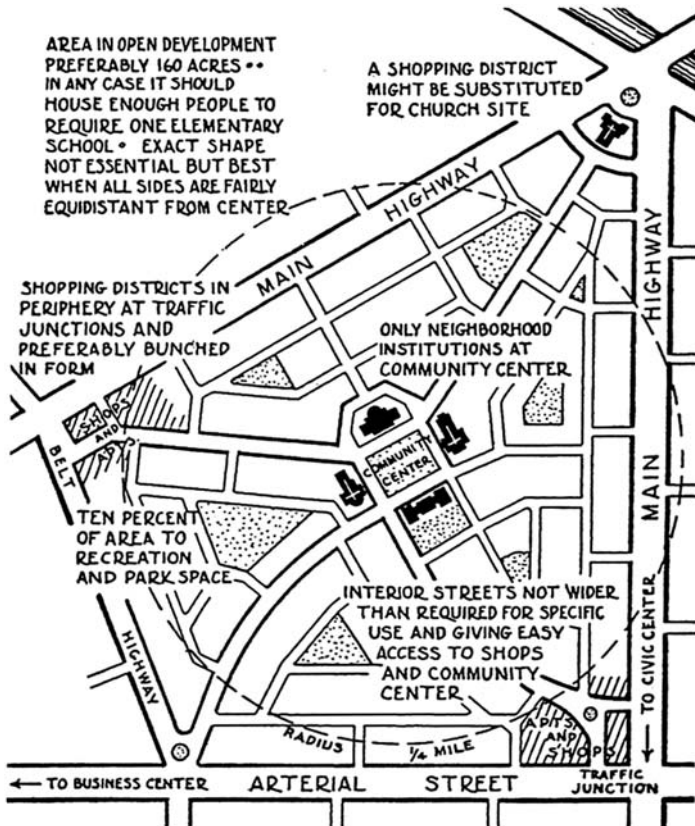 AREA IN OPEN DEVELOPMENT
PREFERABLY 160 ACRES ••
IN ANY CASE IT SHOULD
HOUSE ENOUGH PEOPLE TO
REQUIRE ONE ELEMENTARY
SCHOOL • EXACT SHAPE
NOT ESSENTIAL BUT BEST
WHEN ALL SIDES ARE FAIRLY
EQUIDISTANT FROM CENTER
A SHOPPING DISTRICT
MIGHT BE SUBSTITUTED
FOR CHURCH SITE
MAIN HIGHWAY
HIGHWAY
MAIN
SHOPPING DISTRICTS IN
PERIPHERY AT TRAFFIC
JUNCTIONS AND
PREFERABLY BUNCHED
IN FORM
ONLY NEIGHBORHOOD
INSTITUTIONS AT
COMMUNITY CENTER
SHOPS
AND
APTS
BELT
HIGHWAY
COMMUNITY
CENTER
TEN PERCENT
OF AREA TO
RECREATION
AND PARK SPACE
INTERIOR STREETS NOT WIDER
THAN REQUIRED FOR SPECIFIC
USE AND GIVING EASY
ACCESS TO SHOPS
AND COMMUNITY
CENTER
TO CIVIC CENTER
RADIUS 1/4 MILE
APTS.
AND
SHOPS
TRAFFIC
JUNCTION
← TO BUSINESS CENTER
ARTERIAL STREET